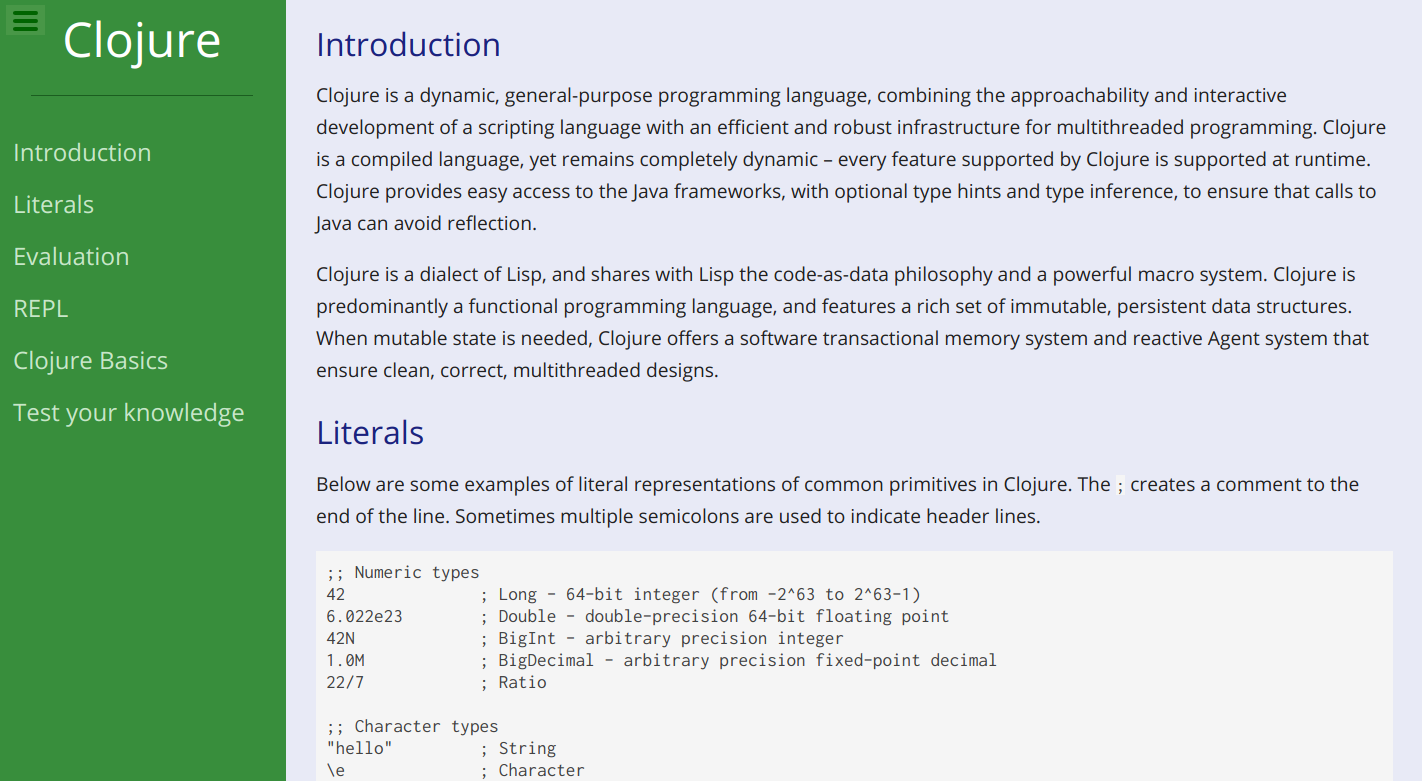 Clojure
Introduction
Literals
Evaluation
REPL
Clojure Basics
Test your knowledge
Introduction
Clojure is a dynamic, general-purpose programming language, combining the approachability and interactive
development of a scripting language with an efficient and robust infrastructure for multithreaded programming. Clojure
is a compiled language, yet remains completely dynamic – every feature supported by Clojure is supported at runtime.
Clojure provides easy access to the Java frameworks, with optional type hints and type inference, to ensure that calls to
Java can avoid reflection.
Clojure is a dialect of Lisp, and shares with Lisp the code-as-data philosophy and a powerful macro system. Clojure is
predominantly a functional programming language, and features a rich set of immutable, persistent data structures.
When mutable state is needed, Clojure offers a software transactional memory system and reactive Agent system that
ensure clean, correct, multithreaded designs.
Literals
Below are some examples of literal representations of common primitives in Clojure. The ; creates a comment to the
end of the line. Sometimes multiple semicolons are used to indicate header lines.
;; Numeric types
42              ; Long - 64-bit integer (from -2^63 to 2^63-1)
6.022e23        ; Double - double-precision 64-bit floating point
42N             ; BigInt - arbitrary precision integer
1.0M            ; BigDecimal - arbitrary precision fixed-point decimal
22/7            ; Ratio
;; Character types
"hello"         ; String
\e              ; Character